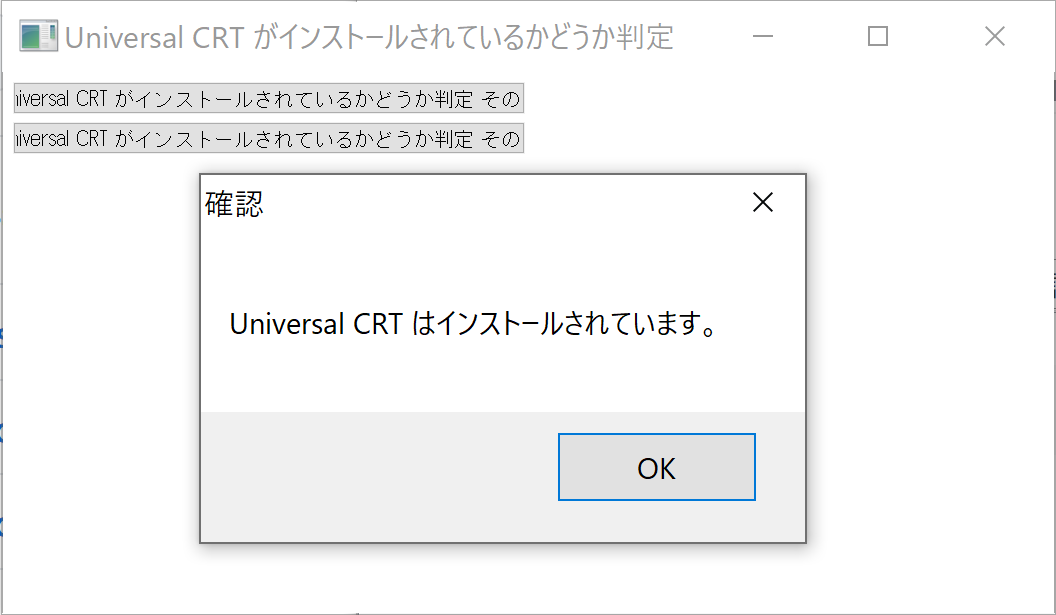 Universal CRT がインストールされているかどうか判定
iversal CRT がインストールされているかどうか判定 その
iversal CRT がインストールされているかどうか判定 その
確認
Universal CRT はインストールされています。
OK